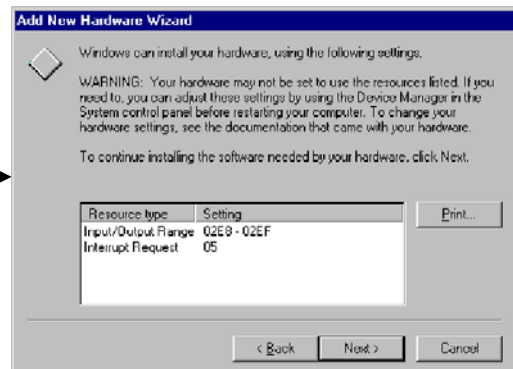 Add New Hardware Wizard
Windows can install your hardware, using the following settings.
WARNING: Your hardware may not be set to use the resources listed. If you
need to, you can adjust these settings by using the Device Manager in the
System control panel before restarting your computer. To change your
hardware settings, see the documentation that came with your hardware.
To continue installing the software needed by your hardware, click Next.
Resource type Setting
Input/Output Range 02E8 - 02EF
Interrupt Request 05
Print...
< Back Next > Cancel